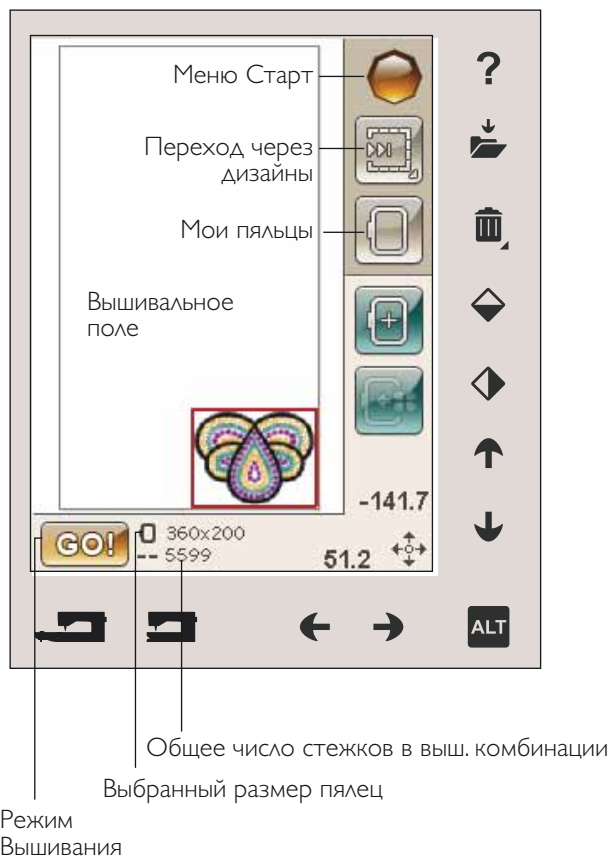 Меню Старт
?
Переход через
дизайны
Мои пяльцы
Вышивальное
поле
-141.7
GO!
360x200
5599
51.2
ALT
Общее число стежков в выш. комбинации
Выбранный размер пялец
Режим
Вышивания